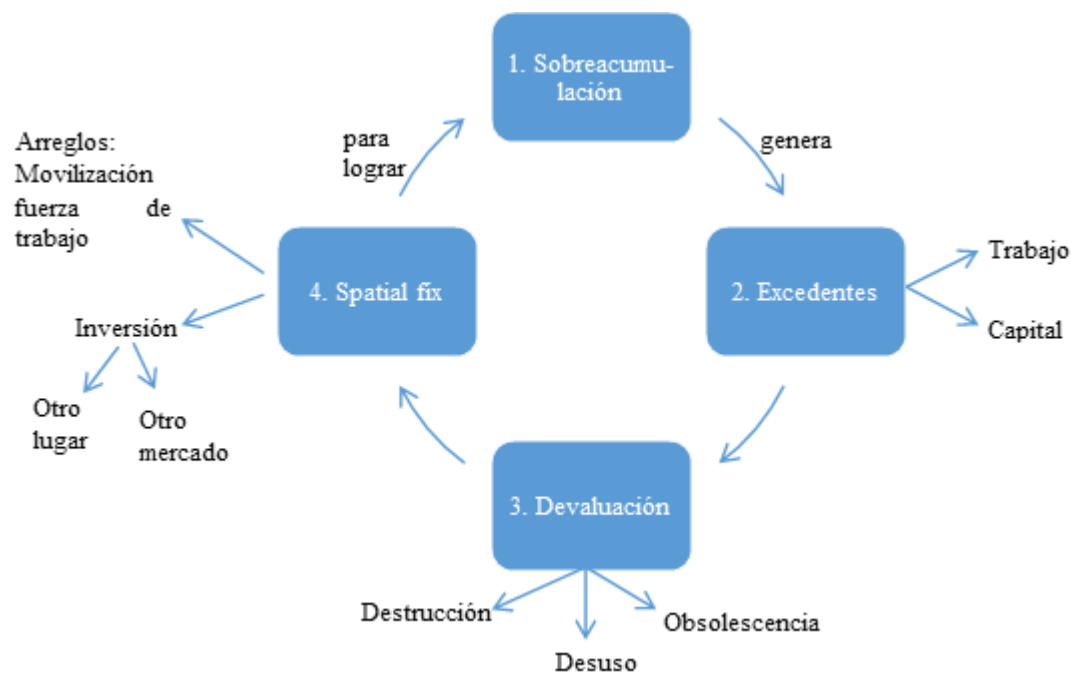 1. Sobreacumu-
lación
para
lograr
genera
Arreglos:
Movilización
fuerza de
trabajo
4. Spatial fix
2. Excedentes
Trabajo
Capital
Inversión
Otro
lugar
Otro
mercado
3. Devaluación
Destrucción
Obsolescencia
Desuso